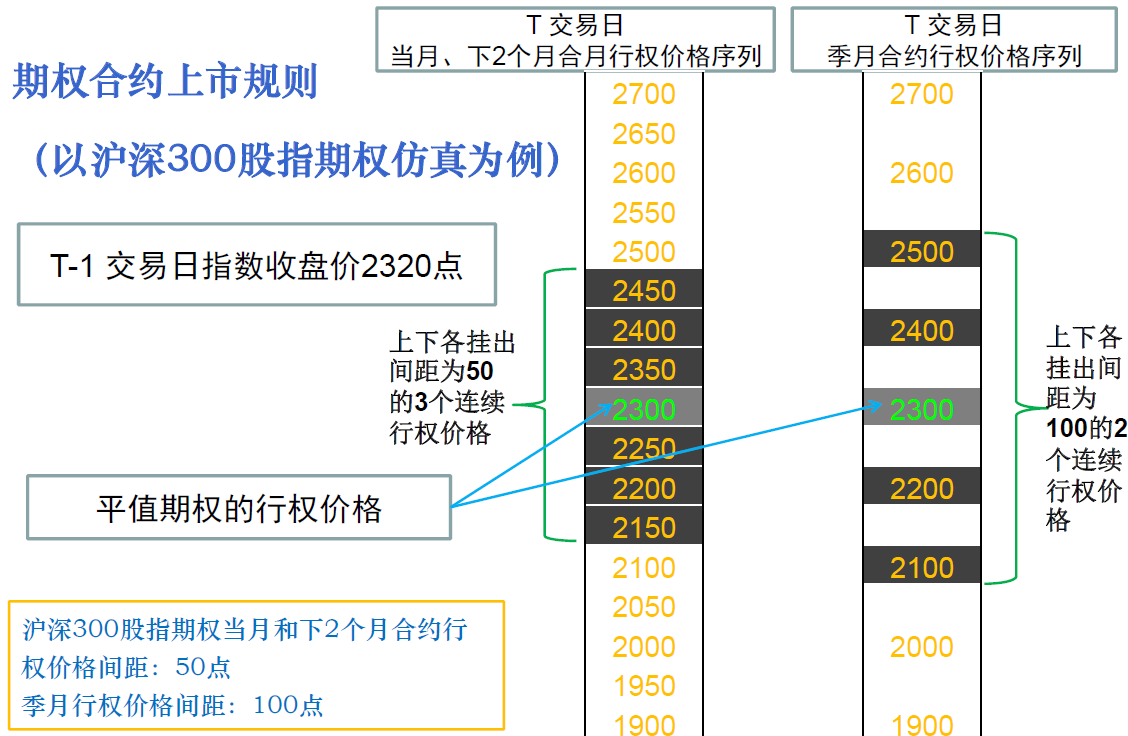 期权合约上市规则
（以沪深300股指期权仿真为例）
T-1 交易日指数收盘价2320点
上下各挂出
间距为50
的3个连续
行权价格
平值期权的行权价格
沪深300股指期权当月和下2个月合约行
权价格间距：50点
季月行权价格间距：100点
T 交易日
当月、下2个月合月行权价格序列
2700
2650
2600
2550
2500
2450
2400
2350
2300
2250
2200
2150
2100
2050
2000
1950
1900
T 交易日
季月合约行权价格序列
2700
2600
2500
2400
2300
2200
2100
2000
1900
上下各
挂出间
距为
100的2
个连续
行权价
格